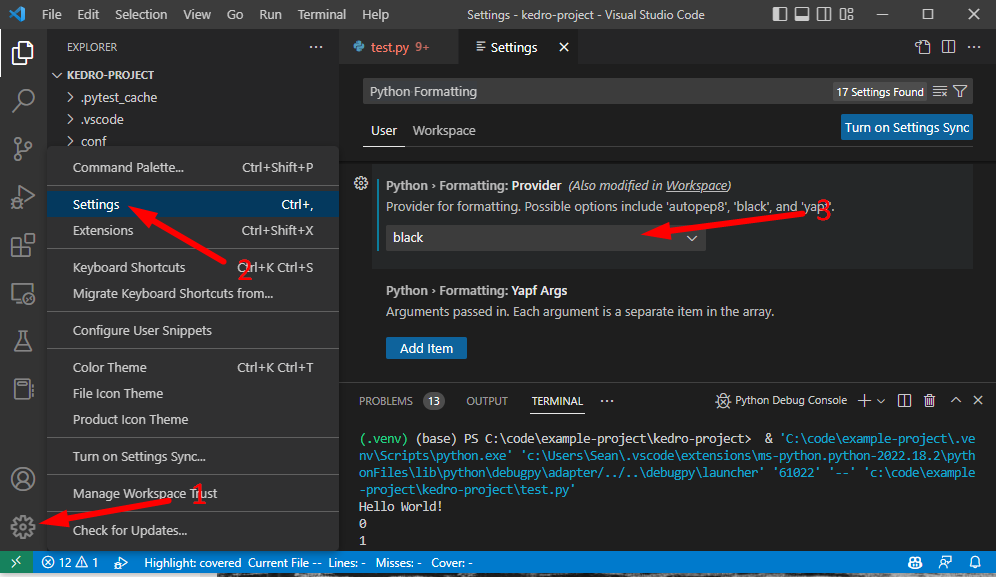 File Edit Selection View Go Run Terminal Help Settings - kedro-project - Visual Studio Code
EXPLORER
test.py 9+ Settings
KEDRO-PROJECT
.pytest_cache
.vscode
conf
Python Formatting 17 Settings Found
User Workspace Turn on Settings Sync
Command Palette... Ctrl+Shift+P
Settings Ctrl+,
Extensions Ctrl+Shift+X
Keyboard Shortcuts Ctrl+K Ctrl+S
Migrate Keyboard Shortcuts from...
Configure User Snippets
Color Theme Ctrl+K Ctrl+T
File Icon Theme
Product Icon Theme
Turn on Settings Sync...
Manage Workspace Trust
Check for Updates...
1
2
3
Python › Formatting: Provider (Also modified in Workspace)
Provider for formatting. Possible options include 'autopep8', 'black', and 'yapf'.
black
Python › Formatting: Yapf Args
Arguments passed in. Each argument is a separate item in the array.
Add Item
PROBLEMS 13 OUTPUT TERMINAL Python Debug Console
(.venv) (base) PS C:\code\example-project\kedro-project> & 'C:\code\example-project\.ve
nv\Scripts\python.exe' 'c:\Users\Sean\.vscode\extensions\ms-python.python-2022.18.2\pyth
onFiles\lib\python\debugpy\adapter/../..\debugpy\launcher' '61022' '--' 'c:\code\example
-project\kedro-project\test.py'
Hello World!
0
1
12 1 Highlight: covered Current File -- Lines: - Misses: - Cover: -